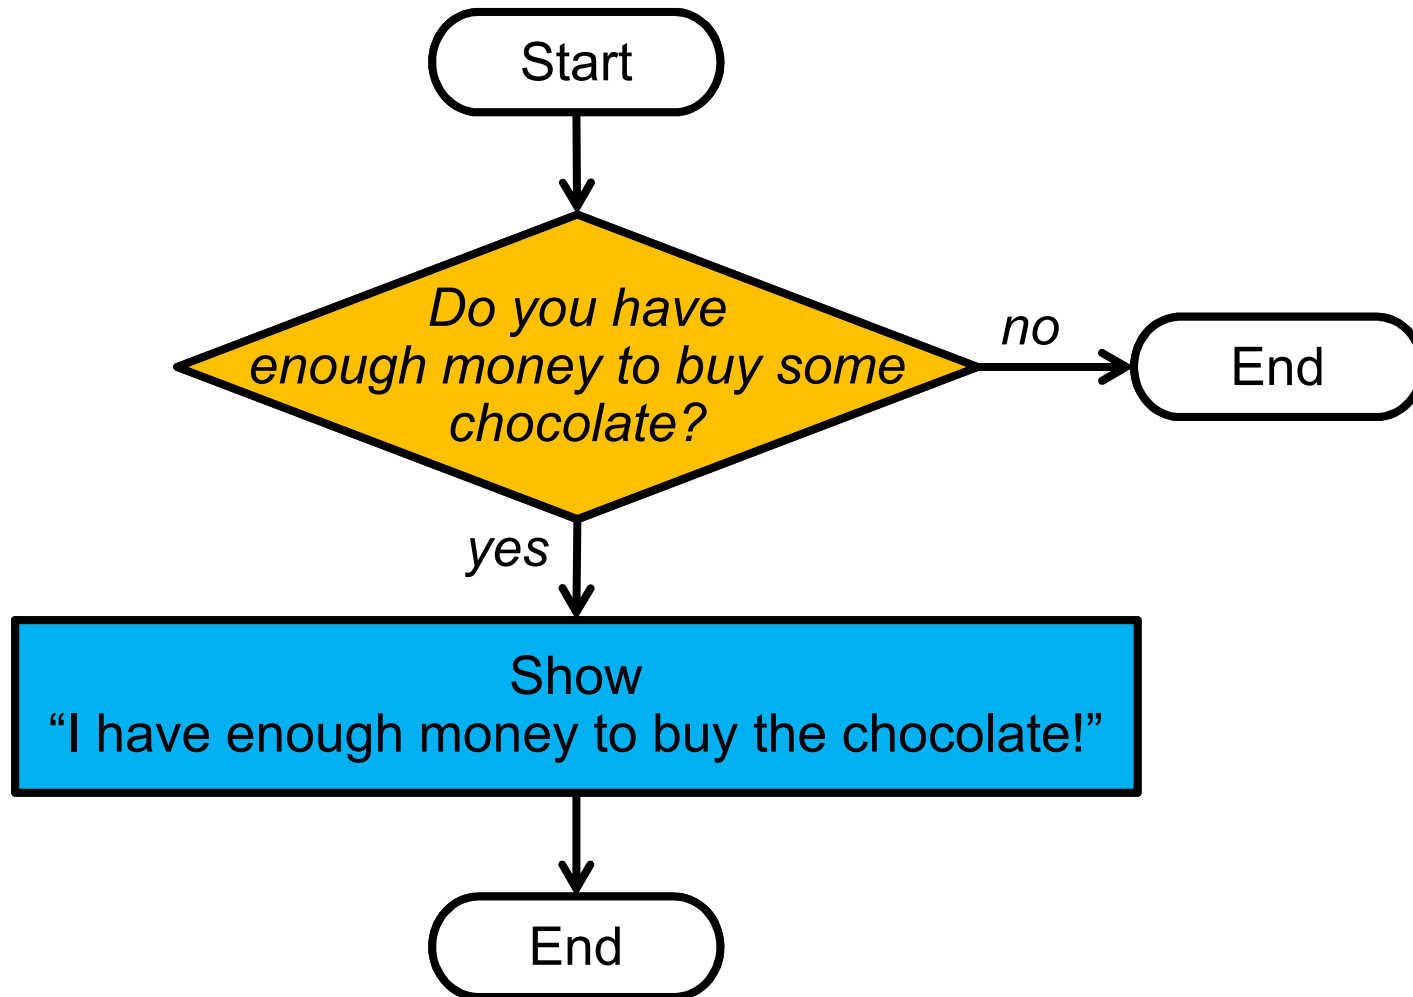 Start
Do you have
enough money to buy some
chocolate?
no
End
yes
Show
“I have enough money to buy the chocolate!”
End